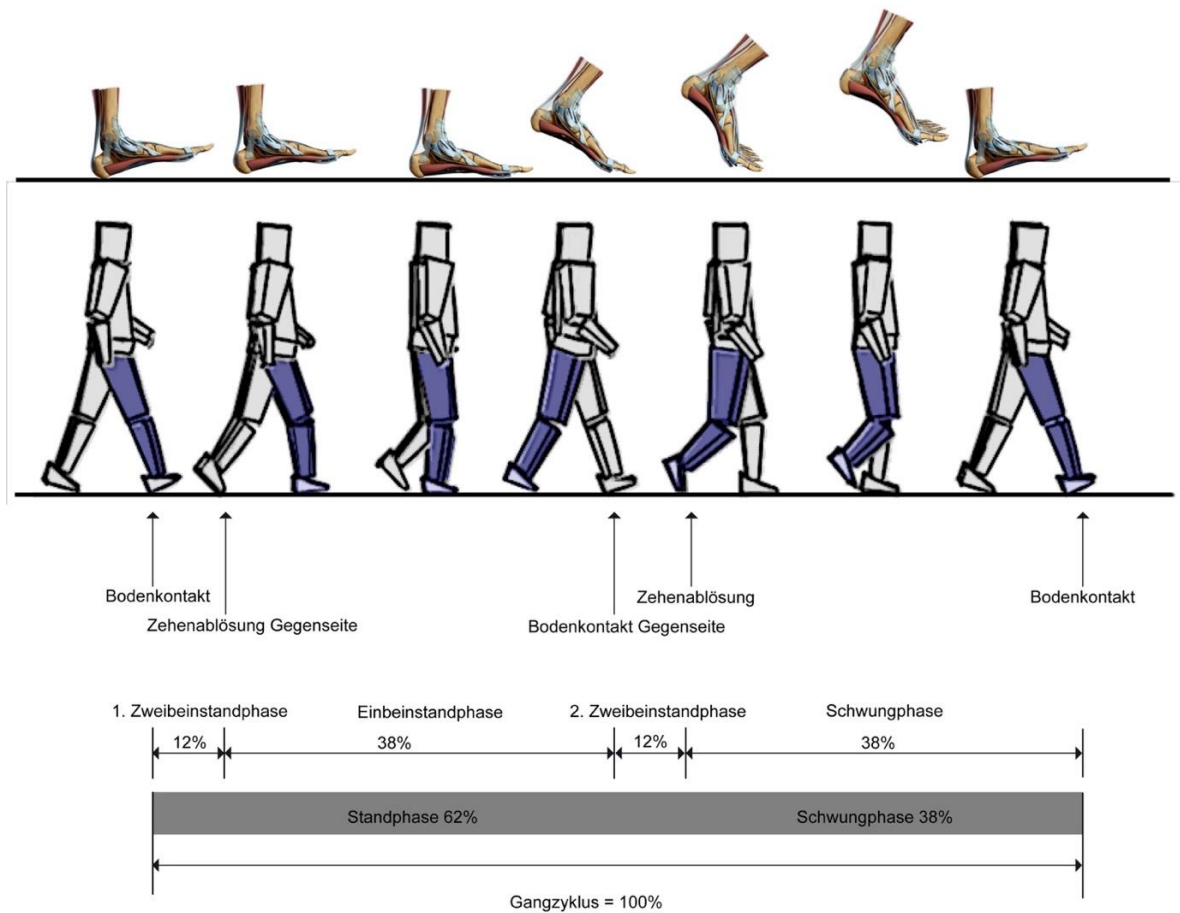 Bodenkontakt
Zehenablösung Gegenseite
Zehenablösung
Bodenkontakt Gegenseite
Bodenkontakt
1. Zweibeinstandphase
Einbeinstandphase
2. Zweibeinstandphase
Schwungphase
12%
38%
12%
38%
Standphase 62%
Schwungphase 38%
Gangzyklus = 100%